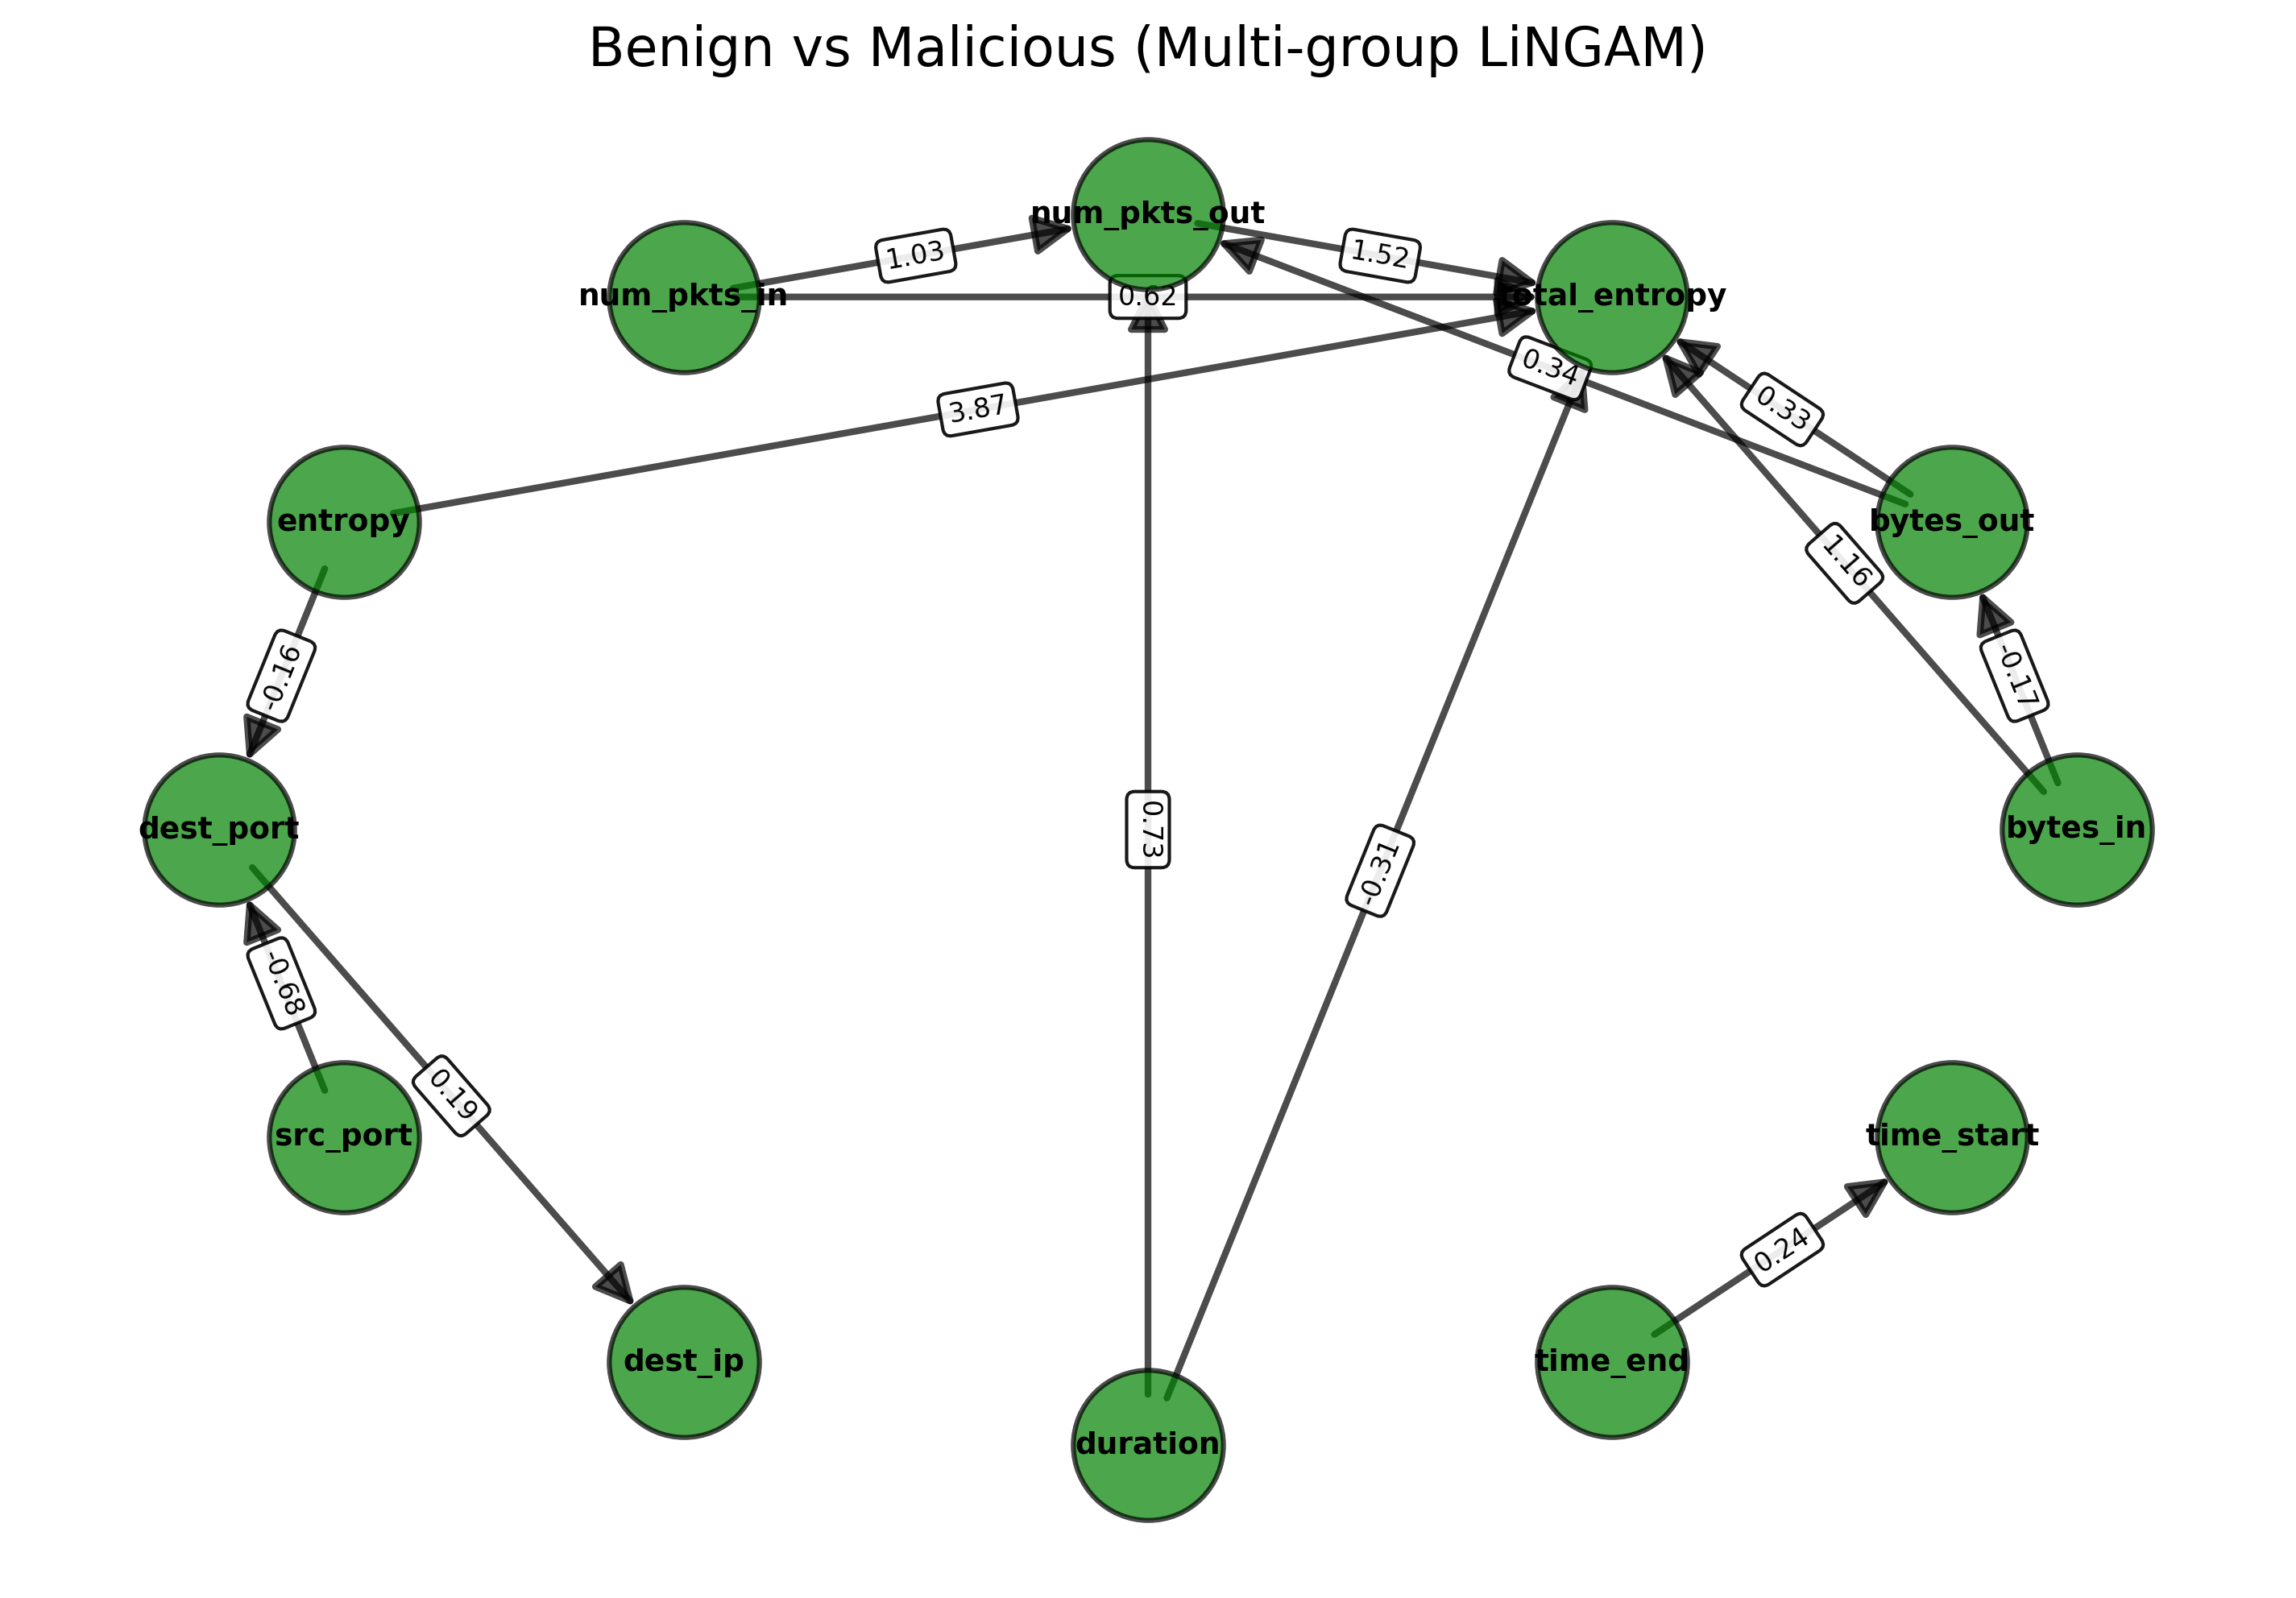 Benign vs Malicious (Multi-group LiNGAM)
num_pkts_out
1.03
1.52
num_pkts_in
0.62
total_entropy
0.34
0.33
3.87
entropy
bytes_out
1.16
-0.16
-0.17
dest_port
0.73
bytes_in
-0.31
-0.68
0.19
src_port
time_start
0.24
dest_ip
time_end
duration